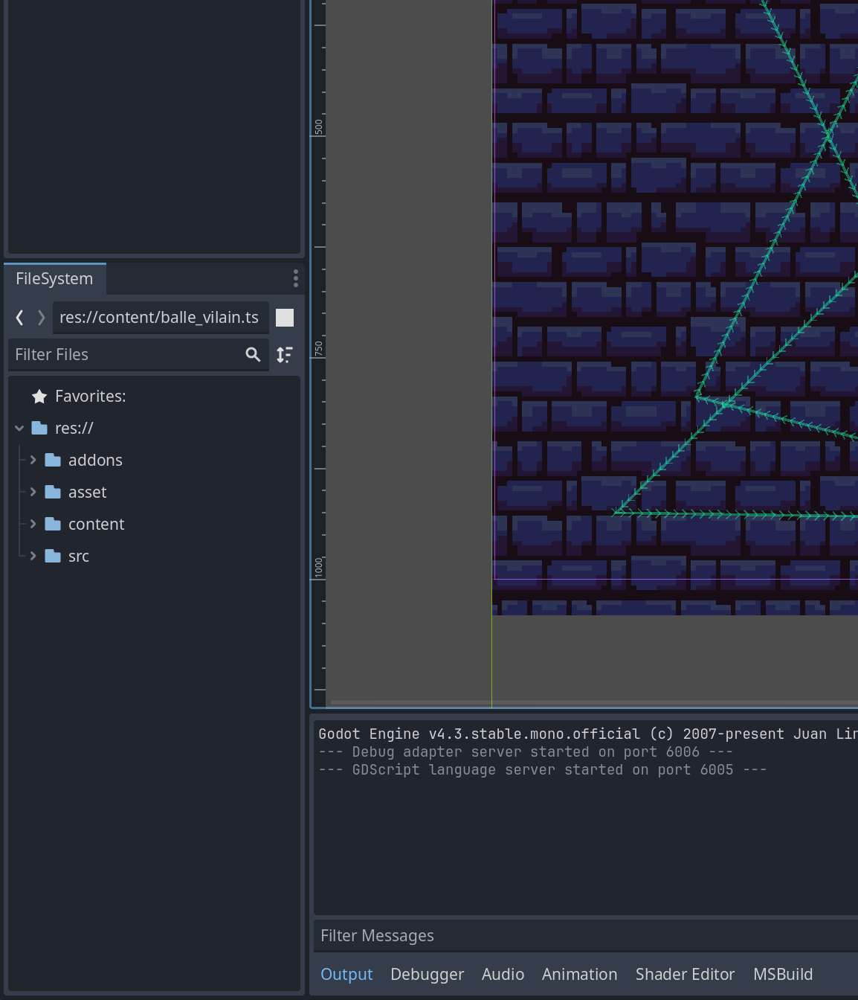 500
FileSystem
res://content/balle_vilain.ts
750
Filter Files
Favorites:
res://
addons
asset
content
src
1000
Godot Engine v4.3.stable.mono.official (c) 2007-present Juan
--- Debug adapter server started on port 6006 ---
--- GDScript language server started on port 6005 ---
Filter Messages
Output Debugger Audio Animation Shader Editor MSBuild